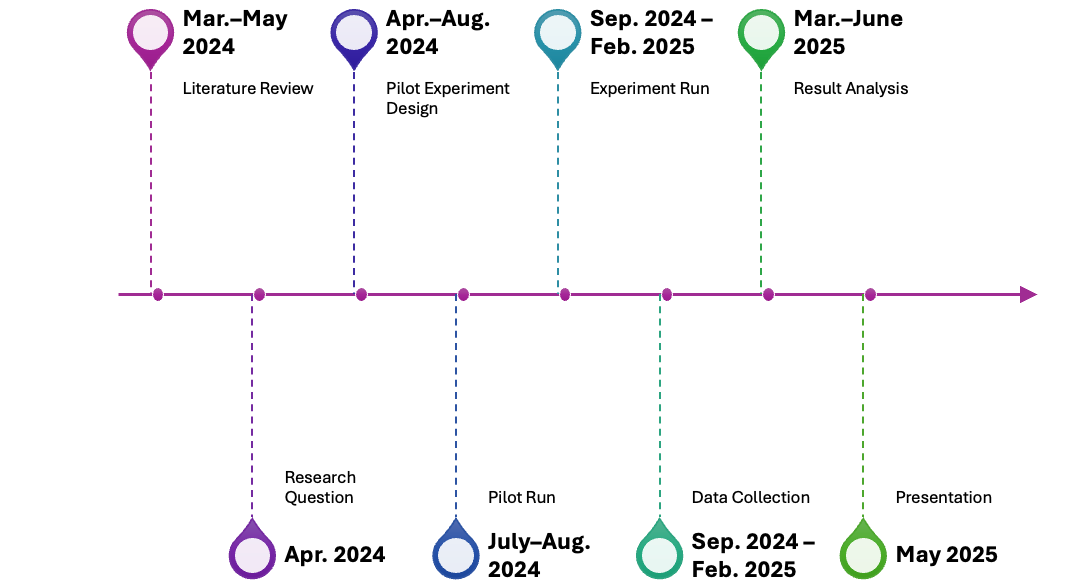 Mar.–May
2024
Literature Review
Apr.–Aug.
2024
Pilot Experiment
Design
Sep. 2024 –
Feb. 2025
Experiment Run
Mar.–June
2025
Result Analysis
Research
Question
Apr. 2024
Pilot Run
July–Aug.
2024
Data Collection
Sep. 2024 –
Feb. 2025
Presentation
May 2025